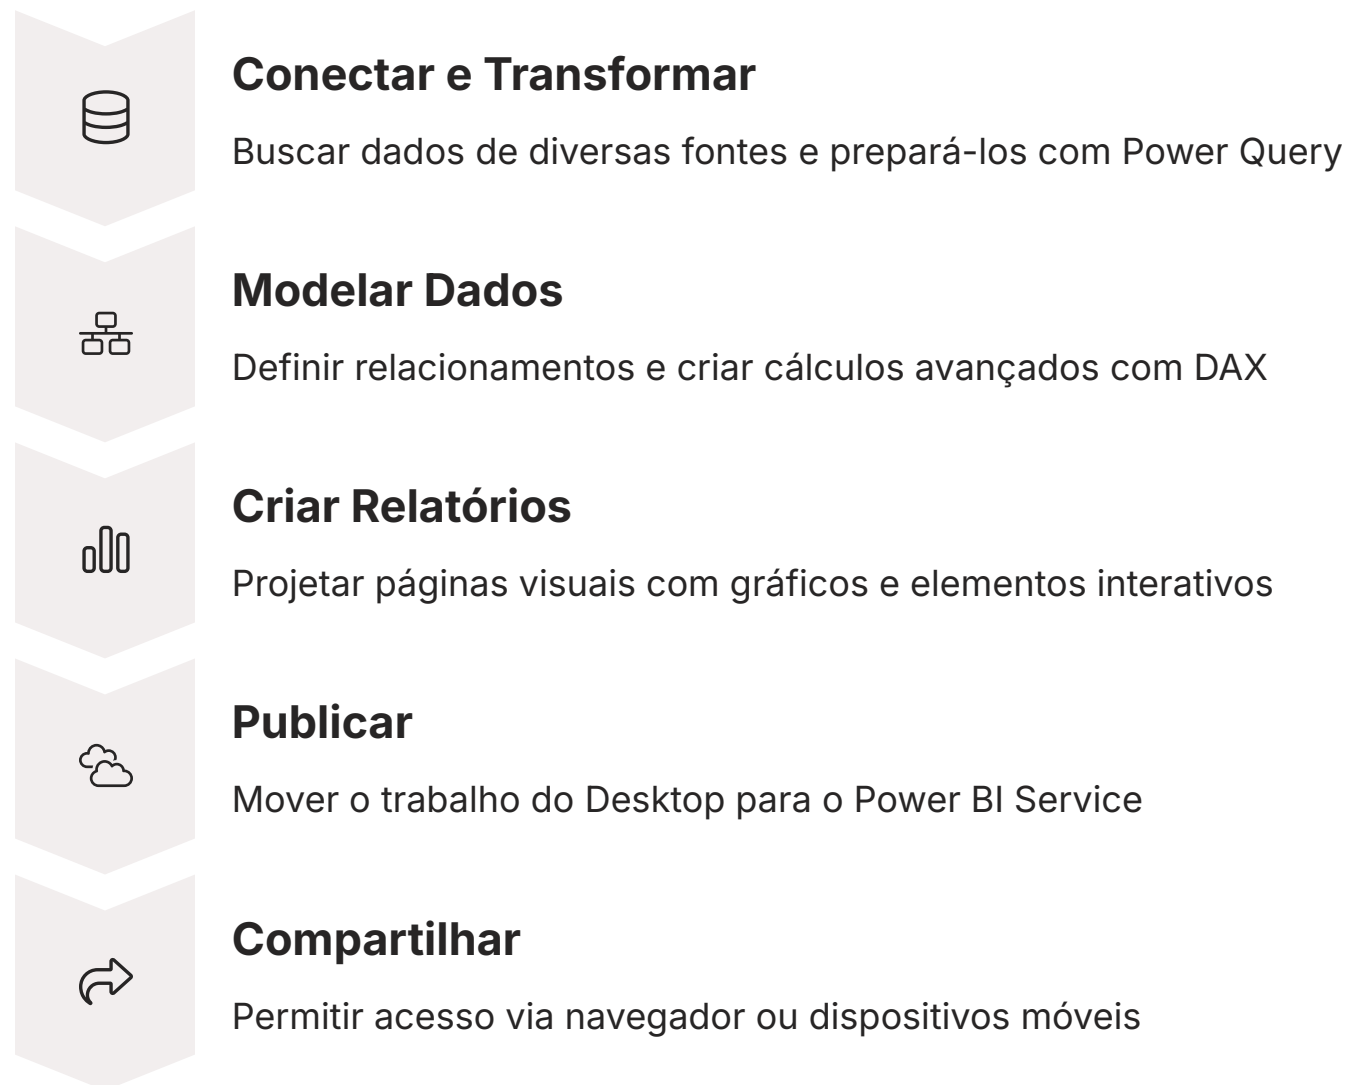 Conectar e Transformar
Buscar dados de diversas fontes e prepará-los com Power Query
Modelar Dados
Definir relacionamentos e criar cálculos avançados com DAX
Criar Relatórios
Projetar páginas visuais com gráficos e elementos interativos
Publicar
Mover o trabalho do Desktop para o Power BI Service
Compartilhar
Permitir acesso via navegador ou dispositivos móveis